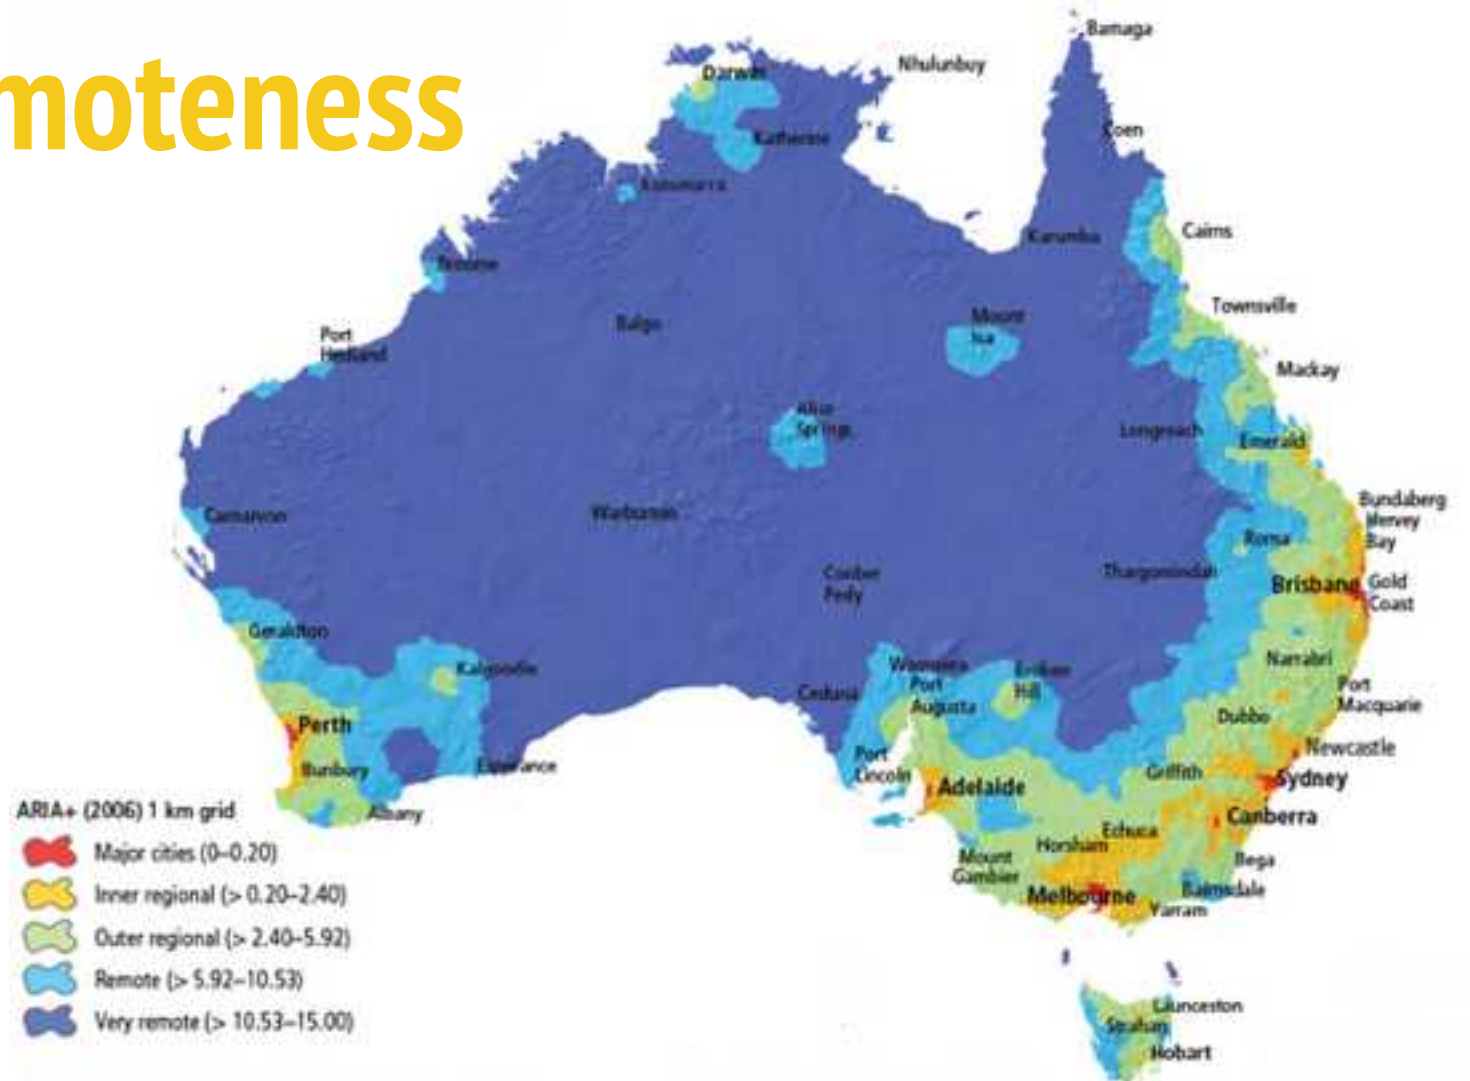 moteness
Bamaga
Nhulunbuy
Darwin
Coen
Katherine
Kununurra
Cairns
Karumba
Broome
Townsville
Mount
Isa
Balgo
Port
Hedland
Mackay
Alice
Springs
Longreach
Emerald
Bundaberg
Hervey
Bay
Carnarvon
Warburton
Roma
Coober
Pedy
Thargomindah
Brisbane
Gold
Coast
Geraldton
Narrabri
Kalgoorlie
Woomera
Broken
Hill
Ceduna
Port
Augusta
Port
Macquarie
Dubbo
Perth
Newcastle
Port
Lincoln
Bunbury
Esperance
Griffith
Sydney
Adelaide
Albany
Canberra
Echuca
Horsham
Mount
Gambier
Bega
Bairnsdale
Melbourne
Yarram
Launceston
Strahan
Hobart
ARIA+ (2006) 1 km grid
Major cities (0–0.20)
Inner regional (> 0.20–2.40)
Outer regional (> 2.40–5.92)
Remote (> 5.92–10.53)
Very remote (> 10.53–15.00)